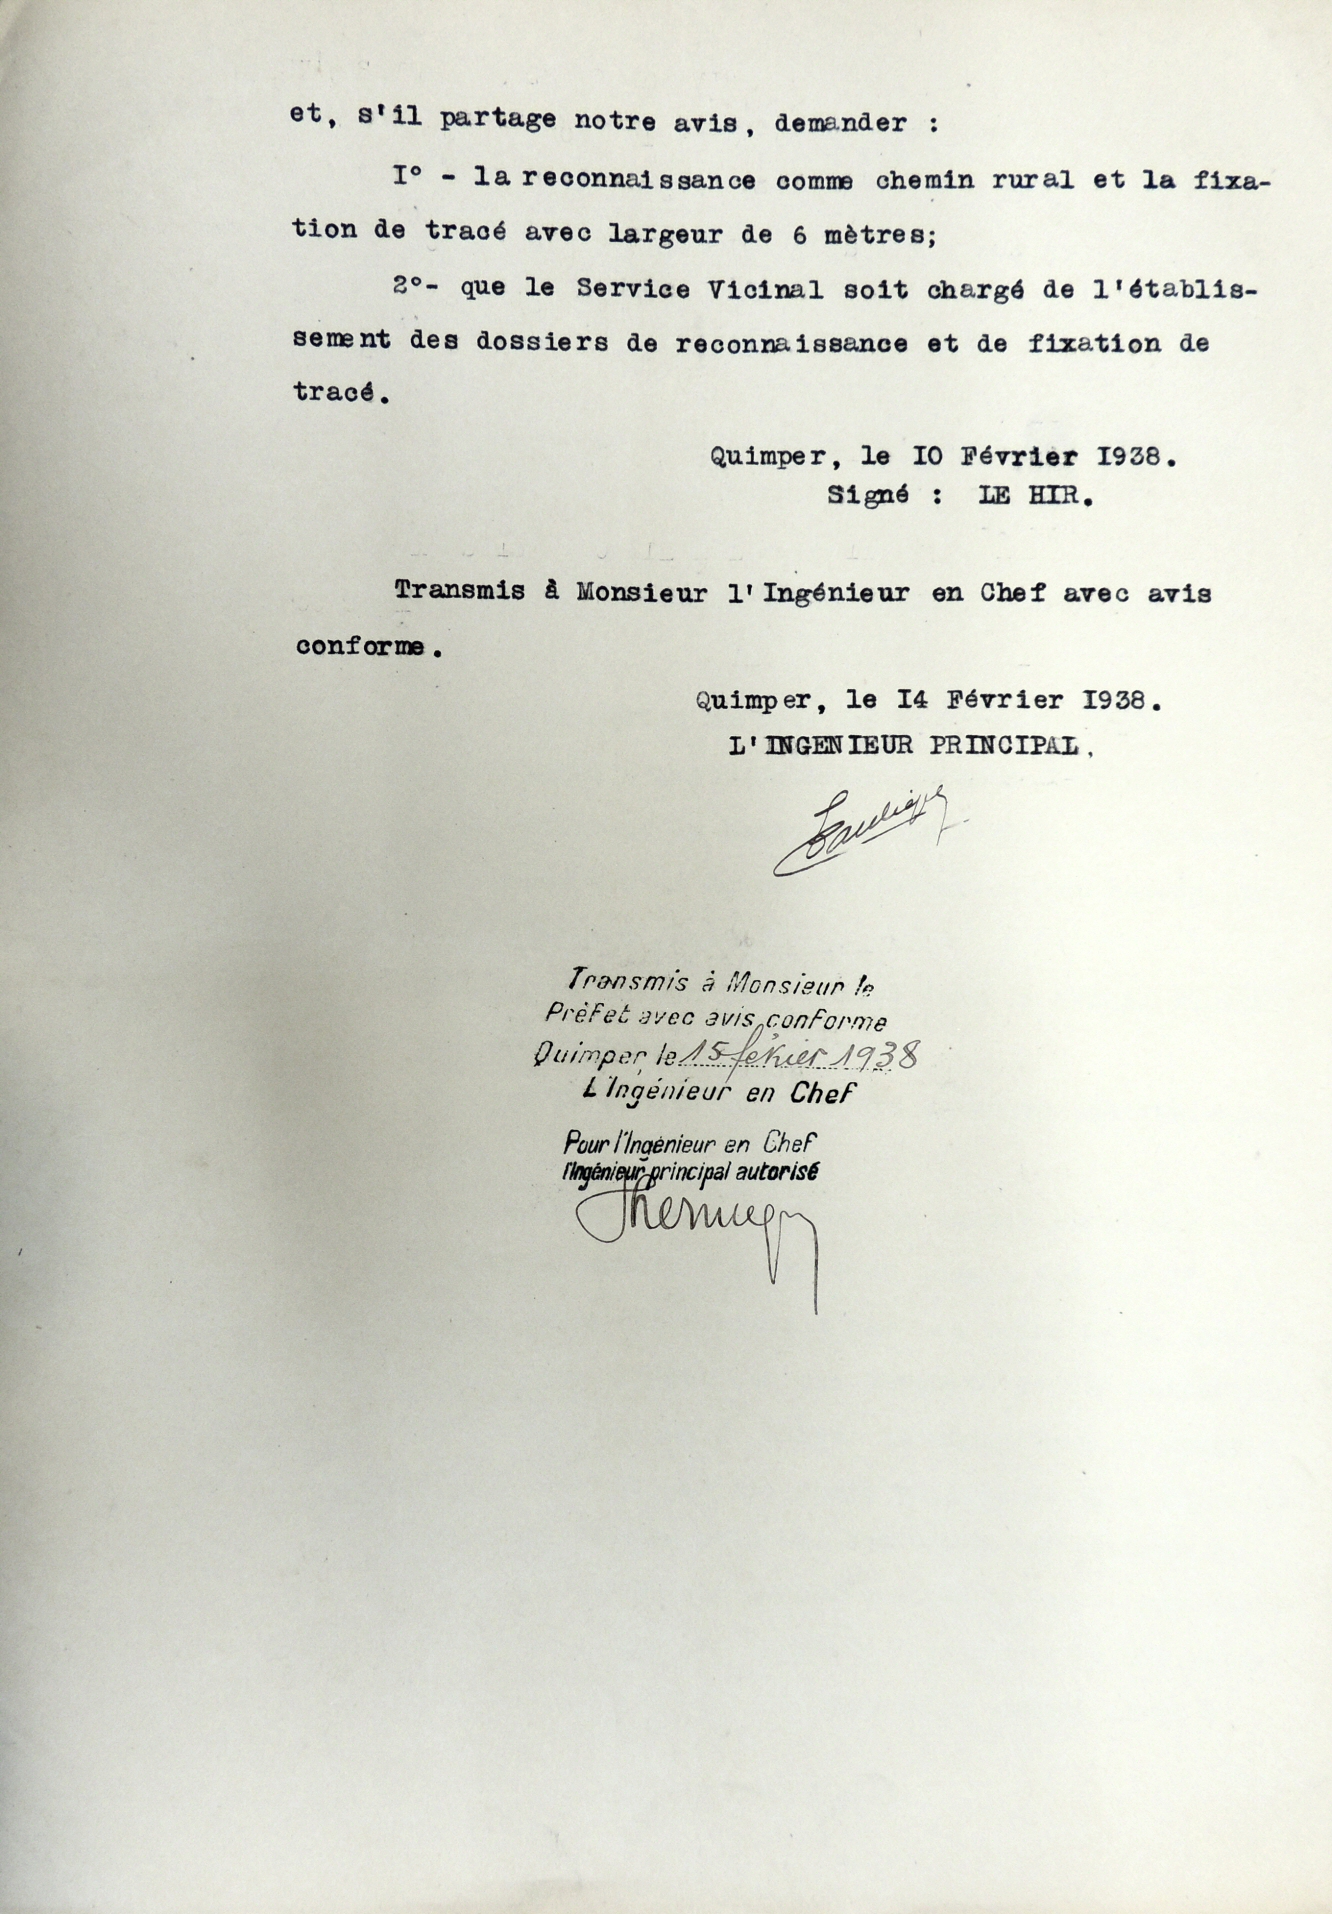 et, s'il partage notre avis, demander :
I° - la reconnaissance comme chemin rural et la fixa-
tion de tracé avec largeur de 6 mètres;
2°- que le Service Vicinal soit chargé de l'établis-
sement des dossiers de reconnaissance et de fixation de
tracé.
Quimper, le IO Février I938.
Signé : LE HIR.
Transmis à Monsieur l'Ingénieur en Chef avec avis
conforme.
Quimper, le I4 Février I938.
L'INGENIEUR PRINCIPAL.
Transmis à Monsieur le
Préfet avec avis conforme
Quimper, le 15 février 1938
L'Ingénieur en Chef
Pour l'Ingénieur en Chef
l'Ingénieur principal autorisé